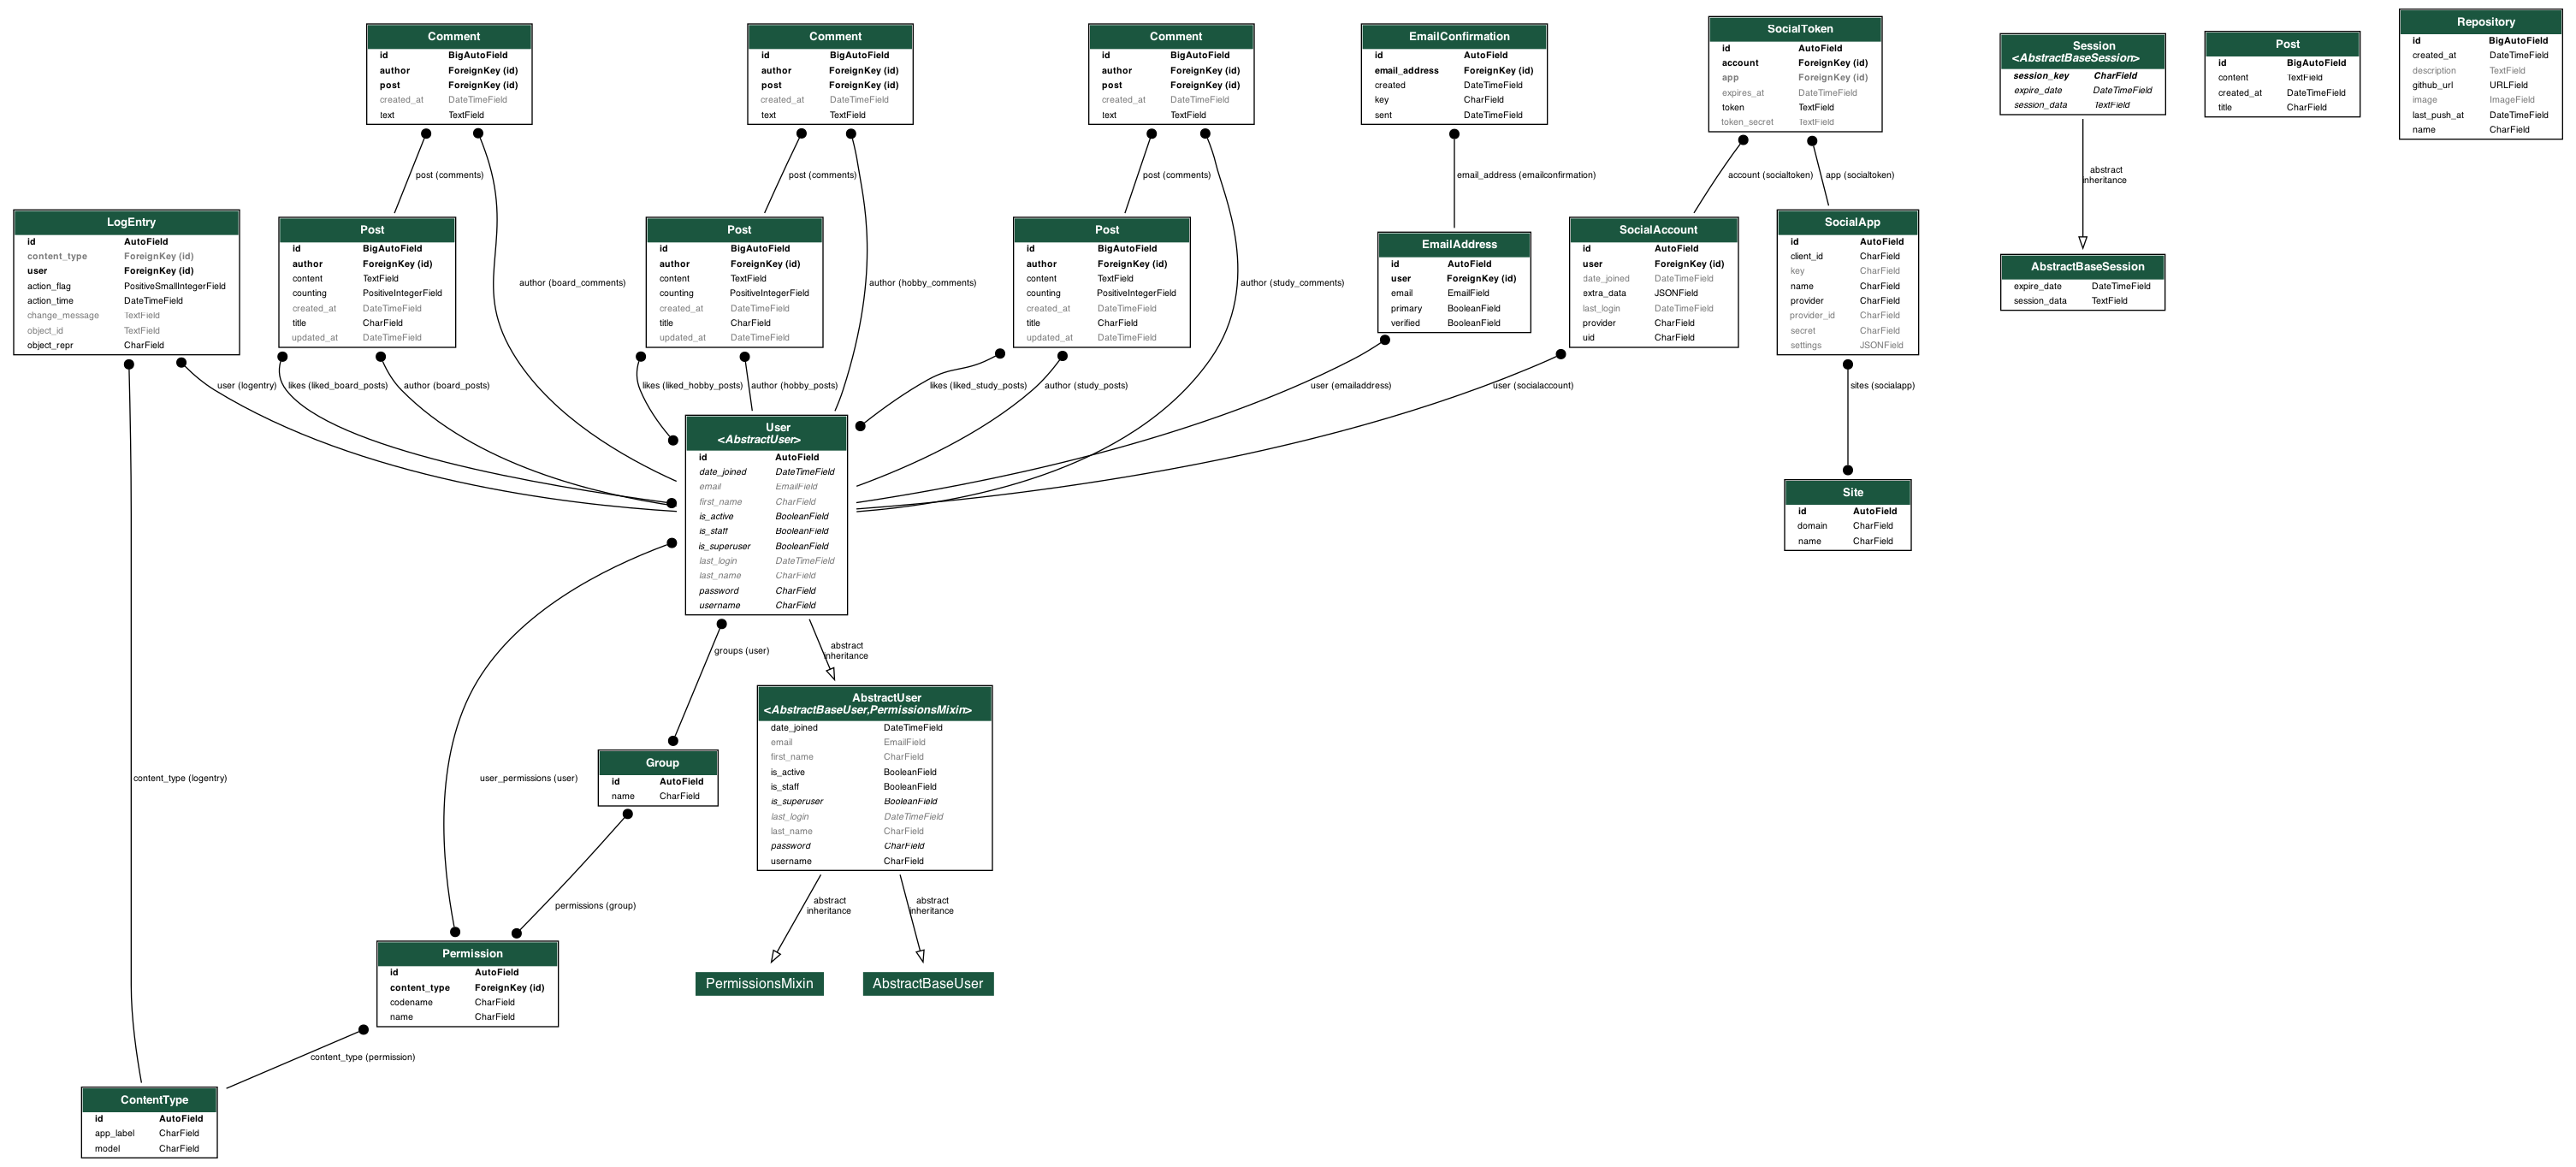 Comment
id BigAutoField
author ForeignKey (id)
post ForeignKey (id)
created_at DateTimeField
text TextField
Comment
id BigAutoField
author ForeignKey (id)
post ForeignKey (id)
created_at DateTimeField
text TextField
Comment
id BigAutoField
author ForeignKey (id)
post ForeignKey (id)
created_at DateTimeField
text TextField
EmailConfirmation
id AutoField
email_address ForeignKey (id)
created DateTimeField
key CharField
sent DateTimeField
SocialToken
id AutoField
account ForeignKey (id)
app ForeignKey (id)
expires_at DateTimeField
token TextField
token_secret TextField
Session
<AbstractBaseSession>
session_key CharField
expire_date DateTimeField
session_data TextField
Post
id BigAutoField
content TextField
created_at DateTimeField
title CharField
Repository
id BigAutoField
created_at DateTimeField
description TextField
github_url URLField
image ImageField
last_push_at DateTimeField
name CharField
post (comments)
post (comments)
post (comments)
email_address (emailconfirmation)
account (socialtoken)
app (socialtoken)
abstract
inheritance
LogEntry
id AutoField
content_type ForeignKey (id)
user ForeignKey (id)
action_flag PositiveSmallIntegerField
action_time DateTimeField
change_message TextField
object_id TextField
object_repr CharField
Post
id BigAutoField
author ForeignKey (id)
content TextField
counting PositiveIntegerField
created_at DateTimeField
title CharField
updated_at DateTimeField
author (board_comments)
Post
id BigAutoField
author ForeignKey (id)
content TextField
counting PositiveIntegerField
created_at DateTimeField
title CharField
updated_at DateTimeField
author (hobby_comments)
Post
id BigAutoField
author ForeignKey (id)
content TextField
counting PositiveIntegerField
created_at DateTimeField
title CharField
updated_at DateTimeField
author (study_comments)
EmailAddress
id AutoField
user ForeignKey (id)
email EmailField
primary BooleanField
verified BooleanField
SocialAccount
id AutoField
user ForeignKey (id)
date_joined DateTimeField
extra_data JSONField
last_login DateTimeField
provider CharField
uid CharField
SocialApp
id AutoField
client_id CharField
key CharField
name CharField
provider CharField
provider_id CharField
secret CharField
settings JSONField
AbstractBaseSession
expire_date DateTimeField
session_data TextField
user (logentry)
likes (liked_board_posts)
author (board_posts)
likes (liked_hobby_posts)
author (hobby_posts)
likes (liked_study_posts)
author (study_posts)
user (emailaddress)
user (socialaccount)
sites (socialapp)
User
<AbstractUser>
id AutoField
date_joined DateTimeField
email EmailField
first_name CharField
is_active BooleanField
is_staff BooleanField
is_superuser BooleanField
last_login DateTimeField
last_name CharField
password CharField
username CharField
Site
id AutoField
domain CharField
name CharField
groups (user)
abstract
inheritance
AbstractUser
<AbstractBaseUser,PermissionsMixin>
date_joined DateTimeField
email EmailField
first_name CharField
is_active BooleanField
is_staff BooleanField
is_superuser BooleanField
last_login DateTimeField
last_name CharField
password CharField
username CharField
Group
id AutoField
name CharField
content_type (logentry)
user_permissions (user)
permissions (group)
abstract
inheritance
abstract
inheritance
Permission
id AutoField
content_type ForeignKey (id)
codename CharField
name CharField
PermissionsMixin
AbstractBaseUser
content_type (permission)
ContentType
id AutoField
app_label CharField
model CharField